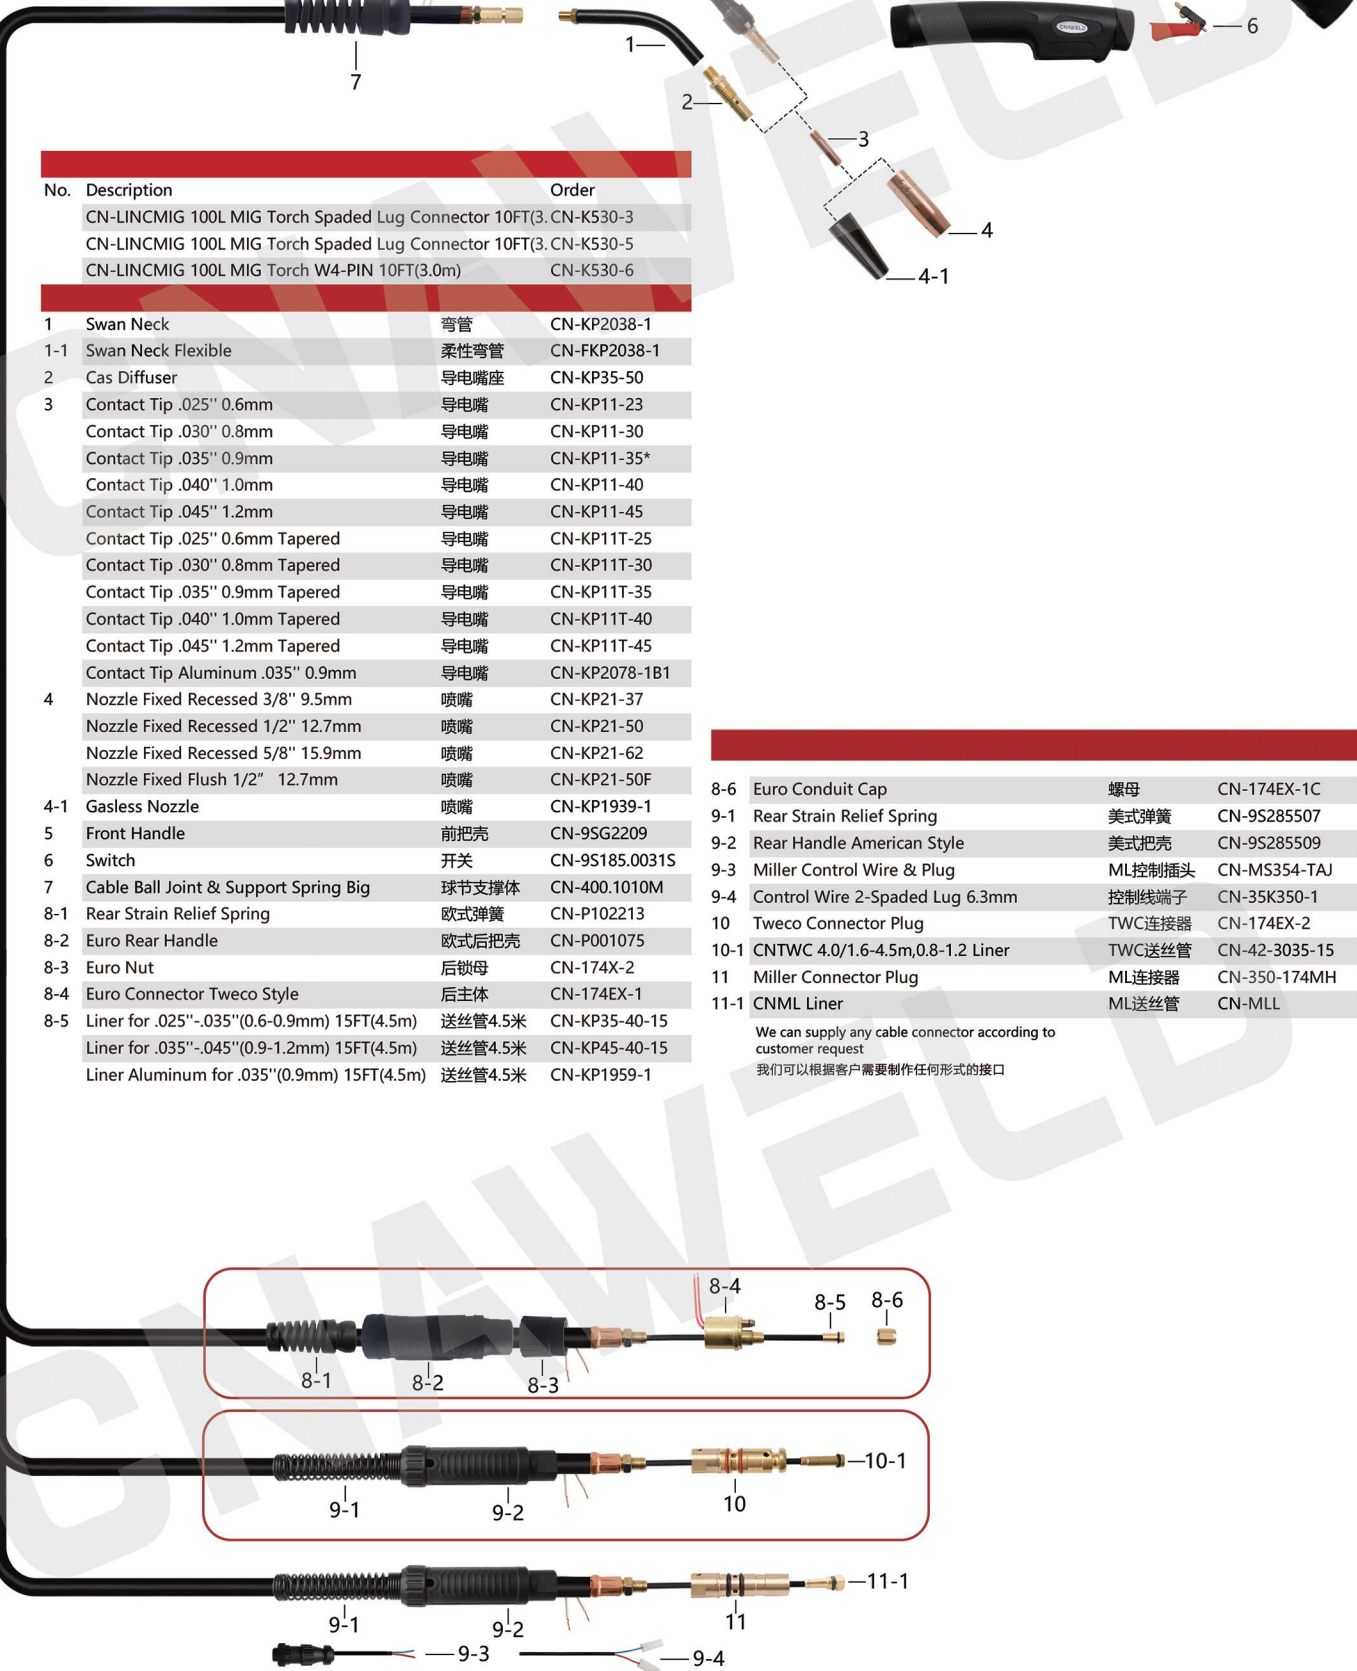 7
1
2
3
4
4-1
CNAWELD
6
No. Description Order
CN-LINCMIG 100L MIG Torch Spaded Lug Connector 10FT(3. CN-K530-3
CN-LINCMIG 100L MIG Torch Spaded Lug Connector 10FT(3. CN-K530-5
CN-LINCMIG 100L MIG Torch W4-PIN 10FT(3.0m) CN-K530-6
1 Swan Neck 弯管 CN-KP2038-1
1-1 Swan Neck Flexible 柔性弯管 CN-FKP2038-1
2 Cas Diffuser 导电嘴座 CN-KP35-50
3 Contact Tip .025'' 0.6mm 导电嘴 CN-KP11-23
Contact Tip .030'' 0.8mm 导电嘴 CN-KP11-30
Contact Tip .035'' 0.9mm 导电嘴 CN-KP11-35*
Contact Tip .040'' 1.0mm 导电嘴 CN-KP11-40
Contact Tip .045'' 1.2mm 导电嘴 CN-KP11-45
Contact Tip .025'' 0.6mm Tapered 导电嘴 CN-KP11T-25
Contact Tip .030'' 0.8mm Tapered 导电嘴 CN-KP11T-30
Contact Tip .035'' 0.9mm Tapered 导电嘴 CN-KP11T-35
Contact Tip .040'' 1.0mm Tapered 导电嘴 CN-KP11T-40
Contact Tip .045'' 1.2mm Tapered 导电嘴 CN-KP11T-45
Contact Tip Aluminum .035'' 0.9mm 导电嘴 CN-KP2078-1B1
4 Nozzle Fixed Recessed 3/8'' 9.5mm 喷嘴 CN-KP21-37
Nozzle Fixed Recessed 1/2'' 12.7mm 喷嘴 CN-KP21-50
Nozzle Fixed Recessed 5/8'' 15.9mm 喷嘴 CN-KP21-62
Nozzle Fixed Flush 1/2” 12.7mm 喷嘴 CN-KP21-50F
4-1 Gasless Nozzle 喷嘴 CN-KP1939-1
5 Front Handle 前把壳 CN-9SG2209
6 Switch 开关 CN-9S185.0031S
7 Cable Ball Joint & Support Spring Big 球节支撑体 CN-400.1010M
8-1 Rear Strain Relief Spring 欧式弹簧 CN-P102213
8-2 Euro Rear Handle 欧式后把壳 CN-P001075
8-3 Euro Nut 后锁母 CN-174X-2
8-4 Euro Connector Tweco Style 后主体 CN-174EX-1
8-5 Liner for .025''-.035''(0.6-0.9mm) 15FT(4.5m) 送丝管4.5米 CN-KP35-40-15
Liner for .035''-.045''(0.9-1.2mm) 15FT(4.5m) 送丝管4.5米 CN-KP45-40-15
Liner Aluminum for .035''(0.9mm) 15FT(4.5m) 送丝管4.5米 CN-KP1959-1
8-6 Euro Conduit Cap 螺母 CN-174EX-1C
9-1 Rear Strain Relief Spring 美式弹簧 CN-9S285507
9-2 Rear Handle American Style 美式把壳 CN-9S285509
9-3 Miller Control Wire & Plug ML控制插头 CN-MS354-TAJ
9-4 Control Wire 2-Spaded Lug 6.3mm 控制线端子 CN-35K350-1
10 Tweco Connector Plug TWC连接器 CN-174EX-2
10-1 CNTWC 4.0/1.6-4.5m,0.8-1.2 Liner TWC送丝管 CN-42-3035-15
11 Miller Connector Plug ML连接器 CN-350-174MH
11-1 CNML Liner ML送丝管 CN-MLL
We can supply any cable connector according to
customer request
我们可以根据客户需要制作任何形式的接口
8-4
8-5
8-6
8-1
8-2
8-3
10-1
9-1
9-2
10
11-1
9-1
9-2
11
9-3
9-4
CNAWELD
CNAWELD